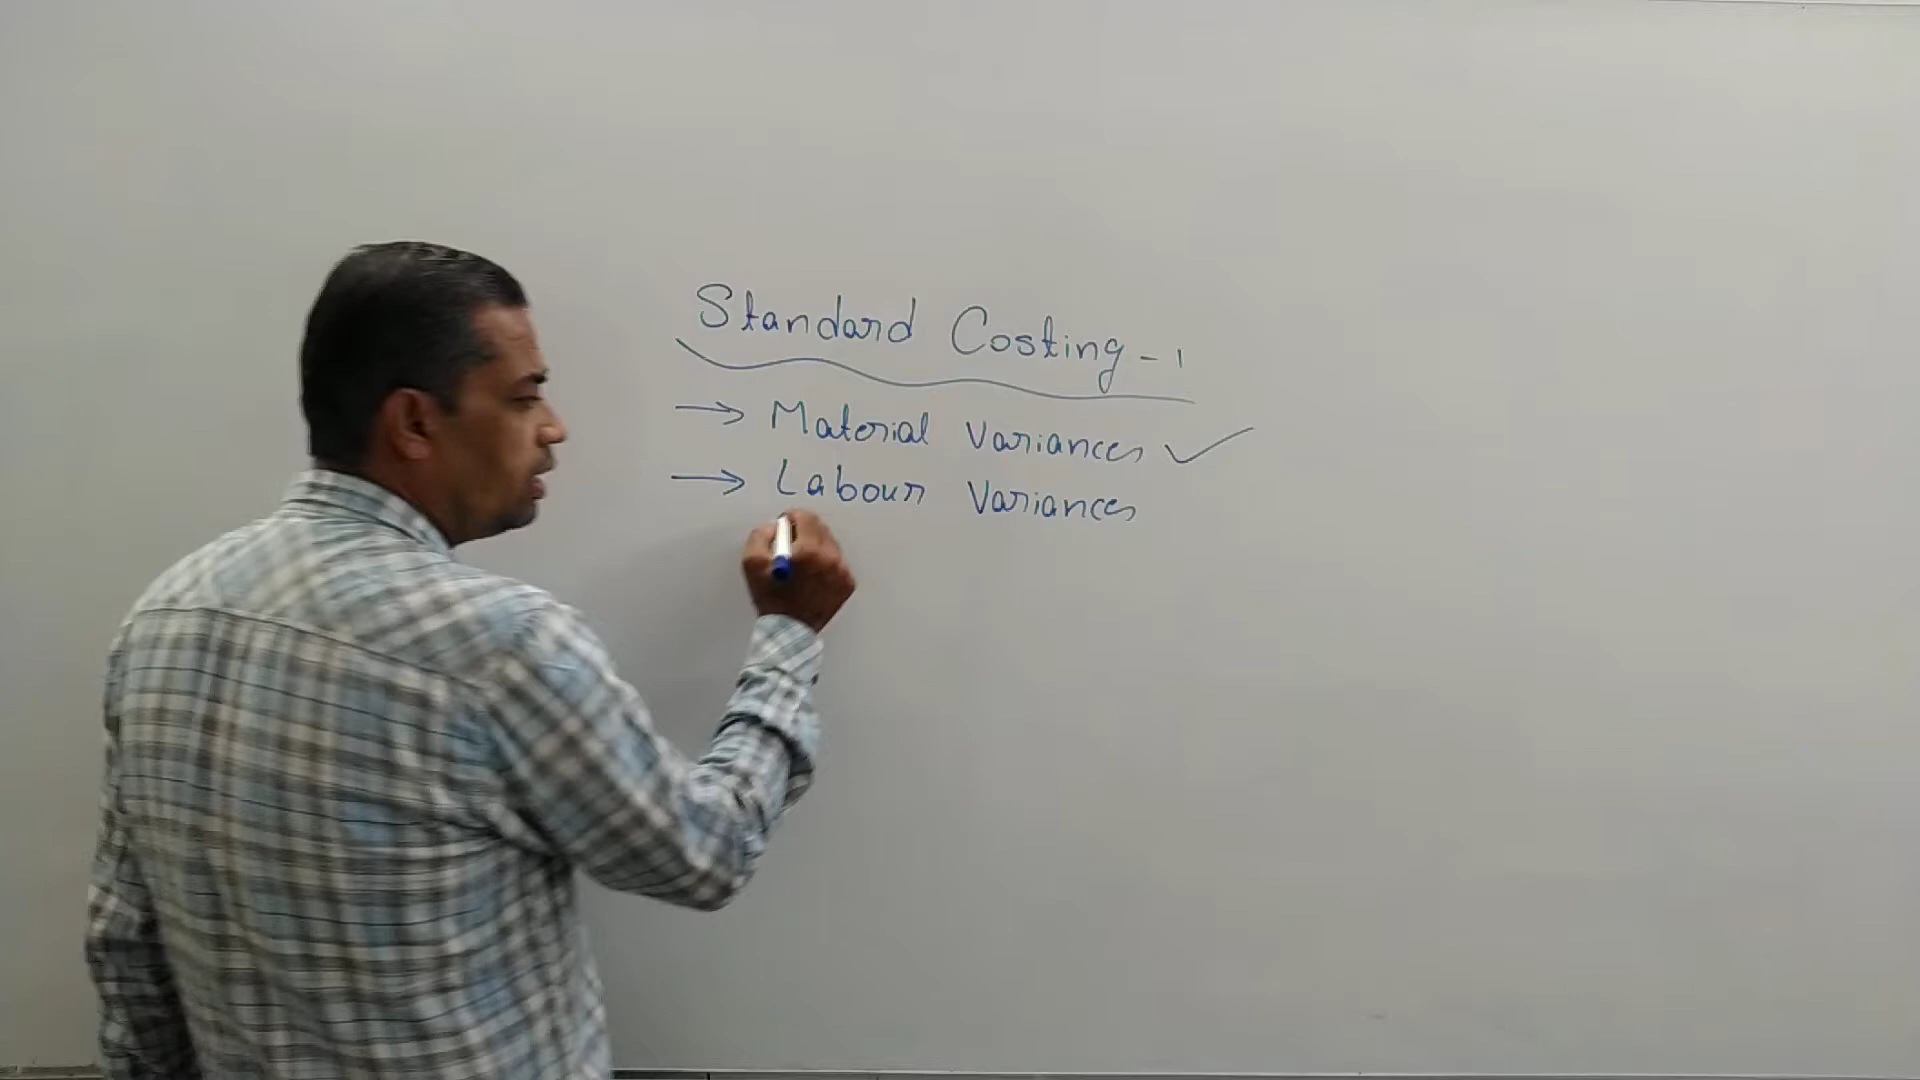 Standard Costing - 1
→ Material Variances ✓
→ Labour Variances